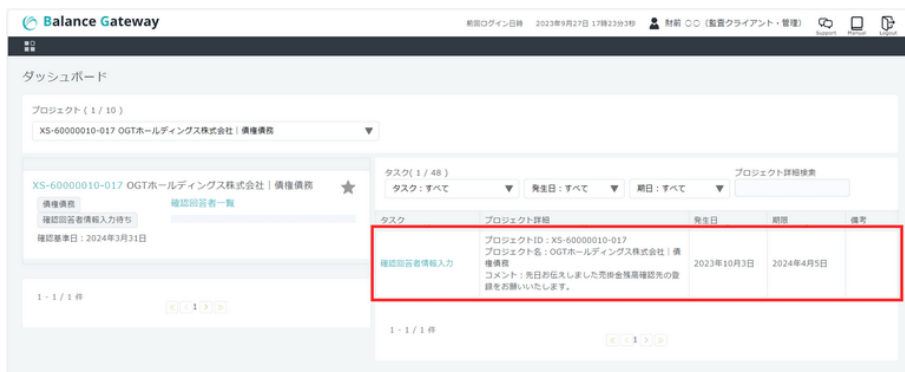 Balance Gateway
前回ログイン日時 2023年9月27日 17時23分3秒 財前 〇〇 (監査クライアント・管理) Support Manual Logout
ダッシュボード
プロジェクト ( 1 / 10 )
XS-60000010-017 OGTホールディングス株式会社 | 債権債務 ▼
XS-60000010-017 OGTホールディングス株式会社 | 債権債務 ★
債権債務 確認回答者一覧
確認回答者情報入力待ち
確認基準日:2024年3月31日
1 - 1 / 1 件
« < 1 > »
タスク( 1 / 48 ) プロジェクト詳細検索
タスク:すべて ▼ 発生日:すべて ▼ 期日:すべて ▼
タスク プロジェクト詳細 発生日 期限 備考
確認回答者情報入力
プロジェクトID:XS-60000010-017
プロジェクト名:OGTホールディングス株式会社 | 債
権債務
コメント:先日お伝えしました売掛金残高確認先の登
録をお願いいたします。
2023年10月3日 2024年4月5日
1 - 1 / 1 件
« < 1 > »